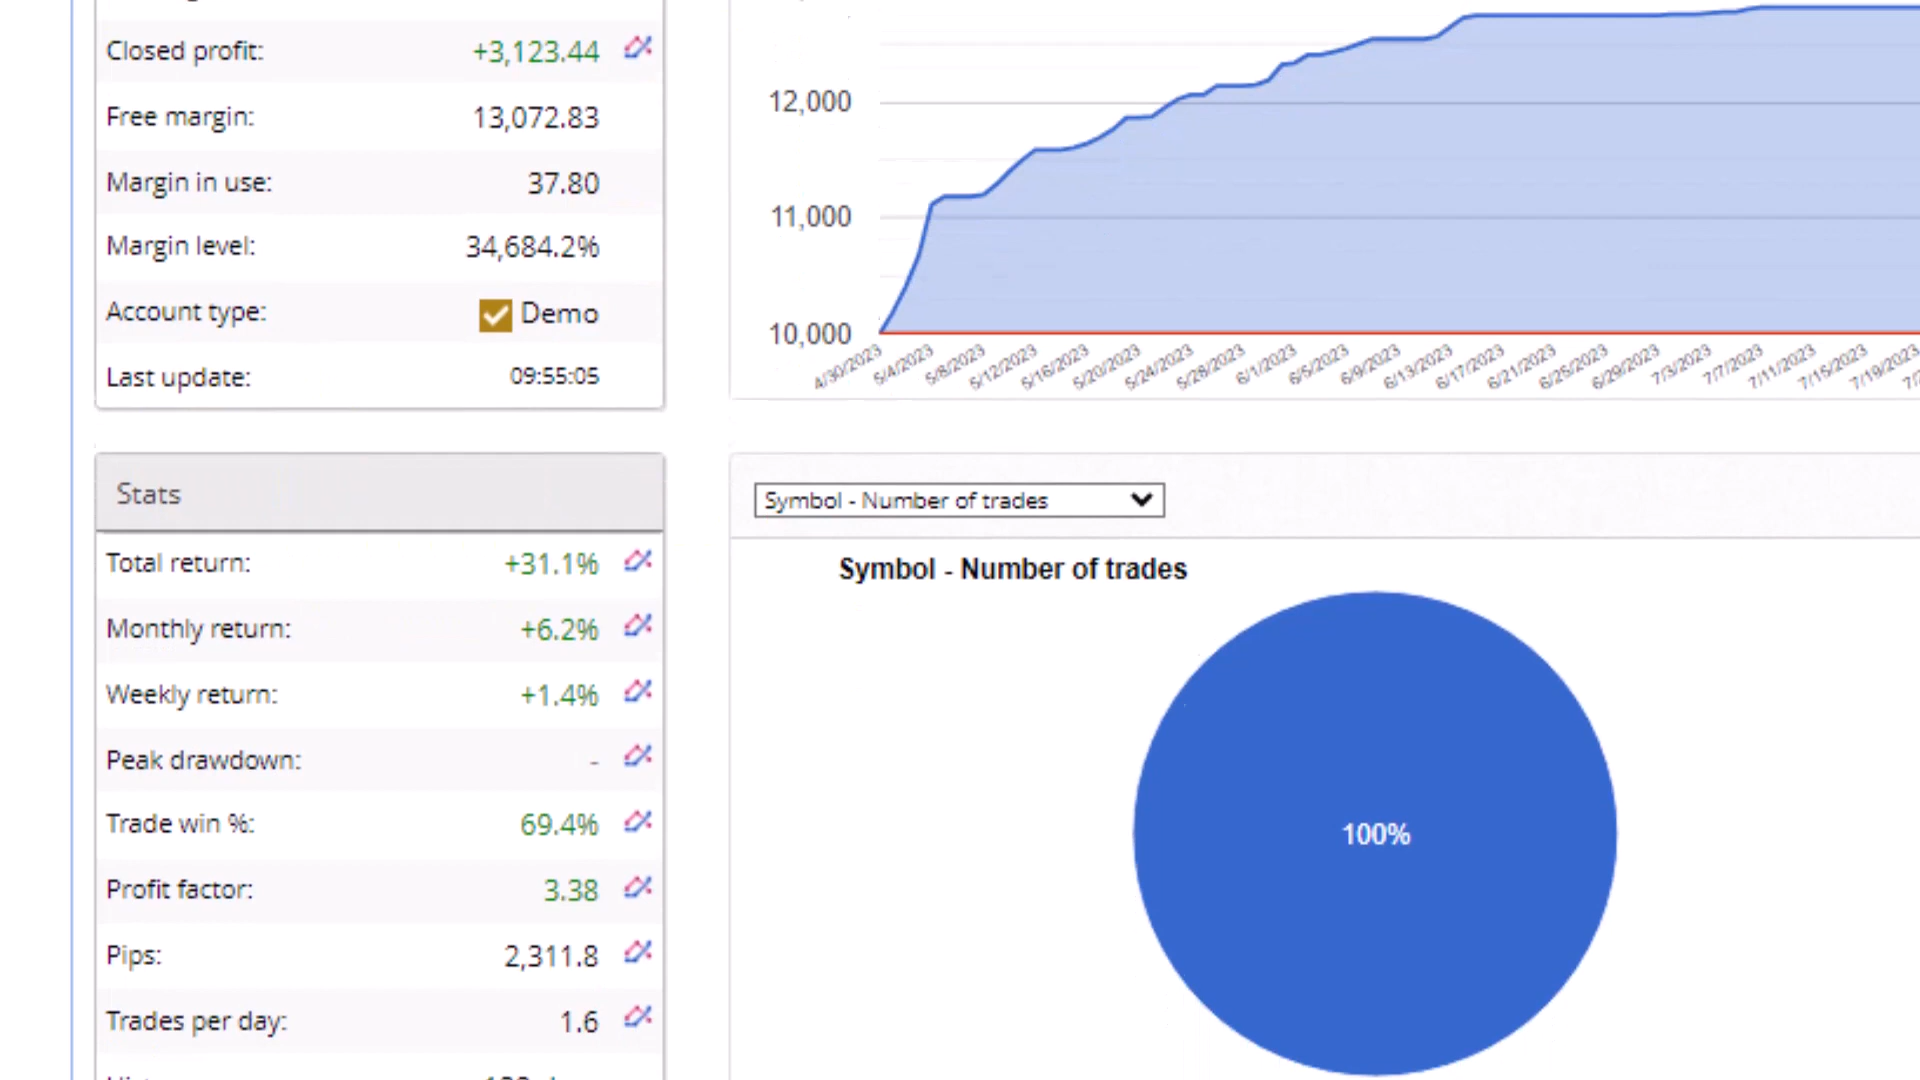 Closed profit: +3,123.44
Free margin: 13,072.83
Margin in use: 37.80
Margin level: 34,684.2%
Account type: Demo
Last update: 09:55:05
12,000
11,000
10,000
4/30/2023 5/4/2023 5/8/2023 5/12/2023 5/16/2023 5/20/2023 5/24/2023 5/28/2023 6/1/2023 6/5/2023 6/9/2023 6/13/2023 6/17/2023 6/21/2023 6/25/2023 6/29/2023 7/3/2023 7/7/2023 7/11/2023 7/15/2023 7/19/2023
Stats
Total return: +31.1%
Monthly return: +6.2%
Weekly return: +1.4%
Peak drawdown: -
Trade win %: 69.4%
Profit factor: 3.38
Pips: 2,311.8
Trades per day: 1.6
Symbol - Number of trades
Symbol - Number of trades
100%